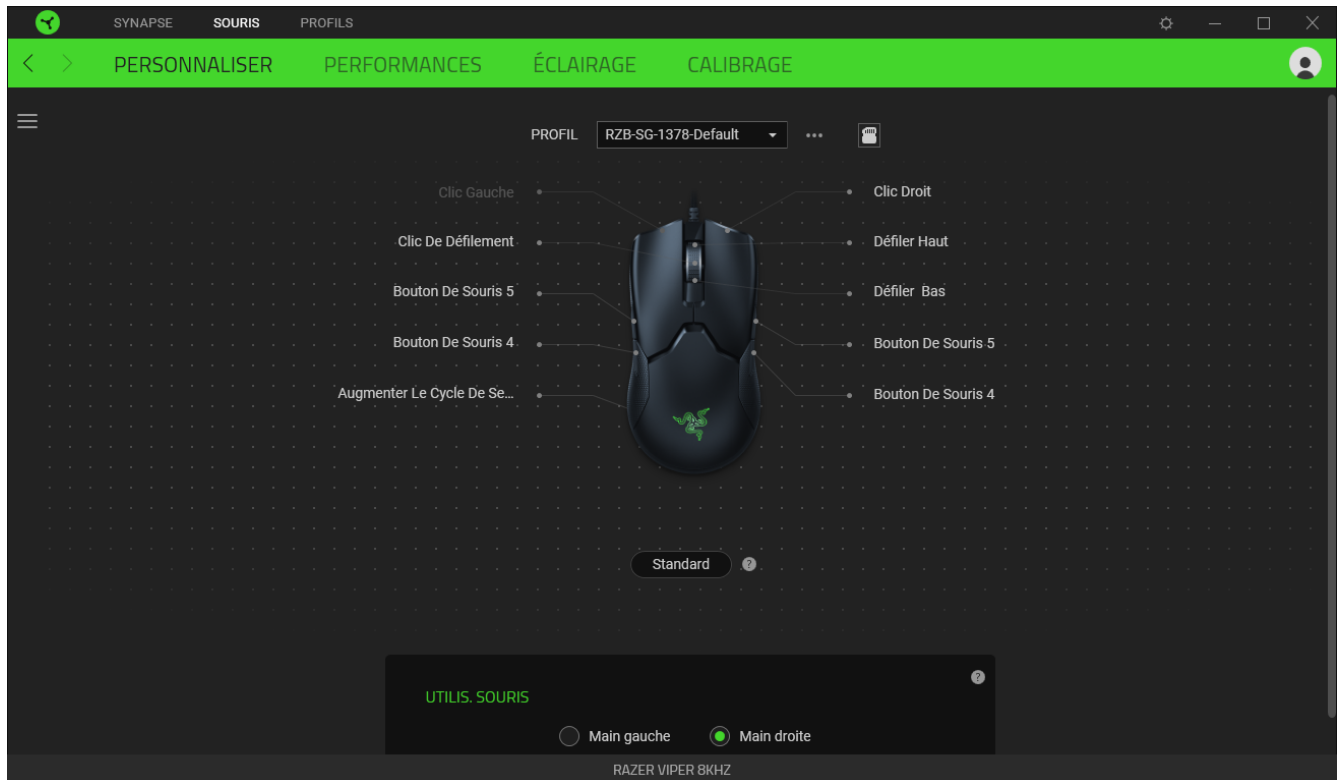 SYNAPSE SOURIS PROFILS
PERSONNALISER PERFORMANCES ÉCLAIRAGE CALIBRAGE
PROFIL RZB-SG-1378-Default
Clic Gauche Clic Droit
Clic De Défilement Défiler Haut
Bouton De Souris 5 Défiler Bas
Bouton De Souris 4 Bouton De Souris 5
Augmenter Le Cycle De Se... Bouton De Souris 4
Standard ?
?
UTILIS. SOURIS
Main gauche Main droite
RAZER VIPER 8KHZ